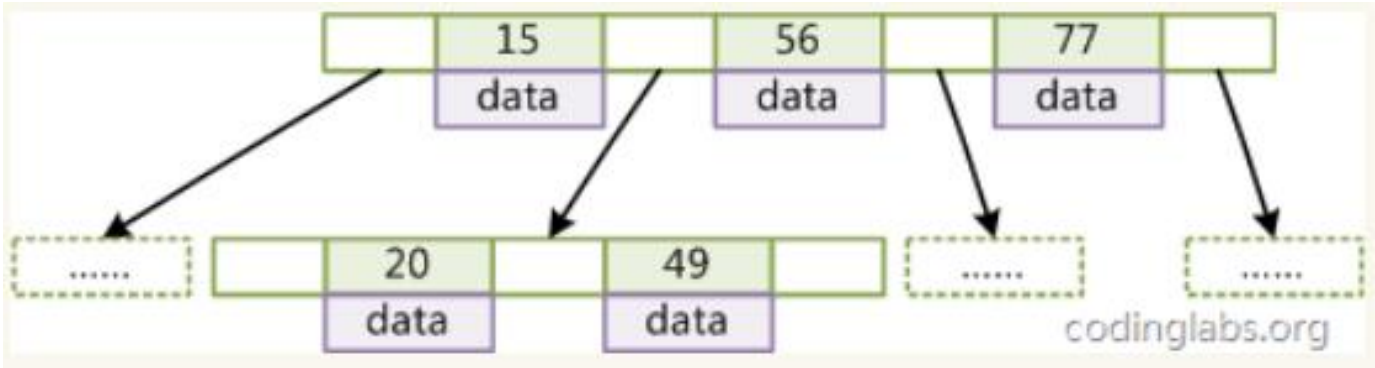 15 56 77
data data data
...... 20 49 ...... ......
data data
codinglabs.org